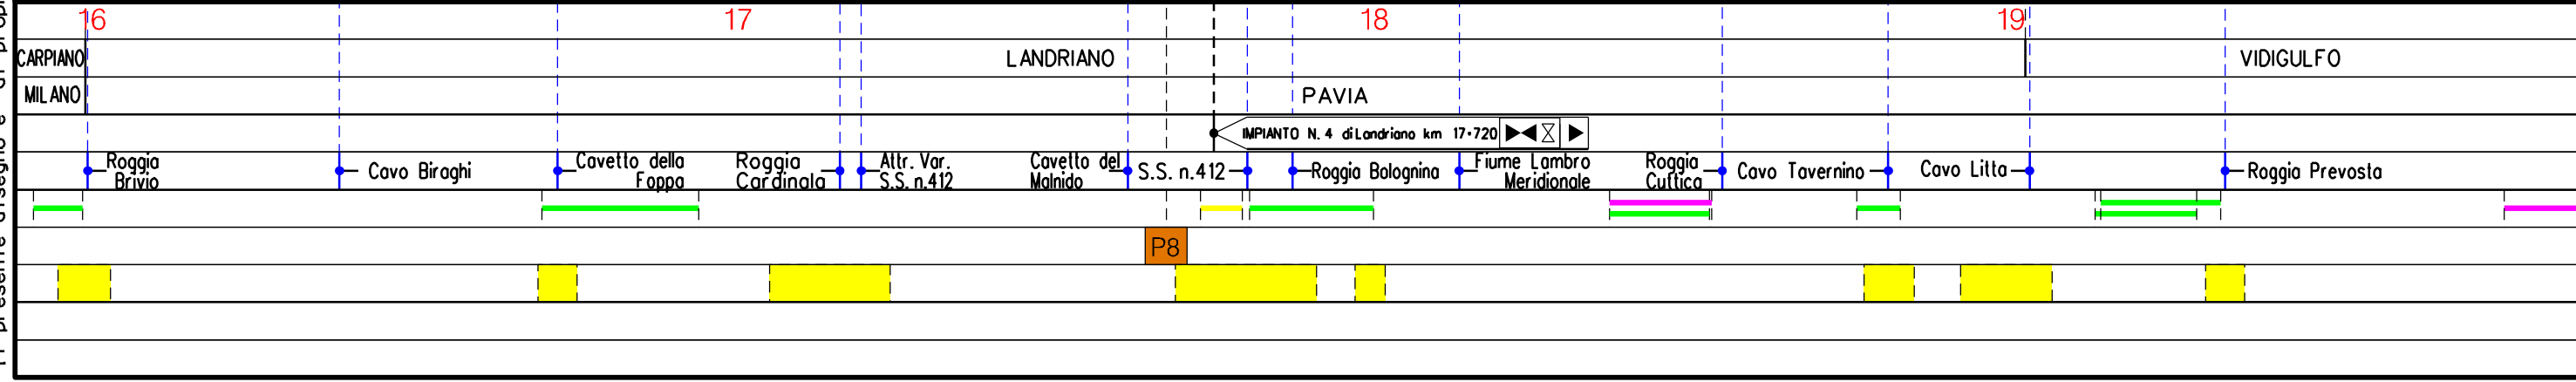 16 17 18 19
CARPIANO LANDRIANO VIDIGULFO
MILANO PAVIA
IMPIANTO N. 4 di Landriano km 17+720
Roggia Brivio
Cavo Biraghi
Cavetto della Foppa
Roggia Cardinala
Attr. Var. S.S. n.412
Cavetto del Malnido
S.S. n.412
Roggia Bolognina
Fiume Lambro Meridionale
Roggia Cuttica
Cavo Tavernino
Cavo Litta
Roggia Prevosta
P8